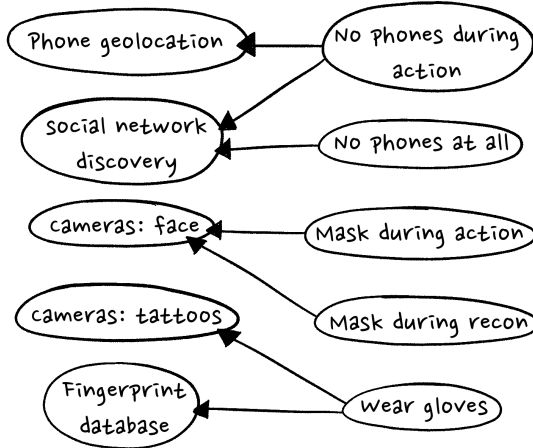 Phone geolocation
No phones during
action
social network
discovery
No phones at all
cameras: face
Mask during action
cameras: tattoos
Mask during recon
Fingerprint
database
wear gloves